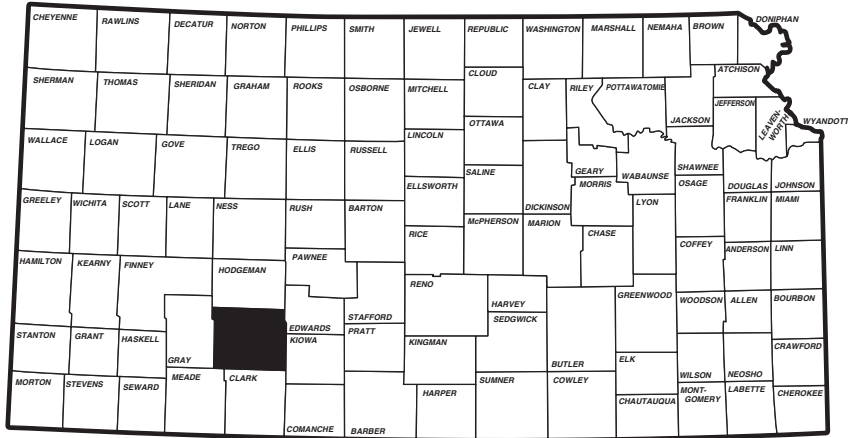 CHEYENNE
RAWLINS
DECATUR
NORTON
PHILLIPS
SMITH
JEWELL
REPUBLIC
WASHINGTON
MARSHALL
NEMAHA
BROWN
DONIPHAN
SHERMAN
THOMAS
SHERIDAN
GRAHAM
ROOKS
OSBORNE
MITCHELL
CLOUD
CLAY
RILEY
POTTAWATOMIE
JACKSON
ATCHISON
JEFFERSON
LEAVEN-
WORTH
WYANDOTT
WALLACE
LOGAN
GOVE
TREGO
ELLIS
RUSSELL
LINCOLN
OTTAWA
SALINE
DICKINSON
GEARY
MORRIS
WABAUNSE
SHAWNEE
OSAGE
DOUGLAS
JOHNSON
GREELEY
WICHITA
SCOTT
LANE
NESS
RUSH
BARTON
ELLSWORTH
RICE
McPHERSON
MARION
CHASE
LYON
COFFEY
FRANKLIN
MIAMI
ANDERSON
LINN
HAMILTON
KEARNY
FINNEY
HODGEMAN
PAWNEE
STAFFORD
RENO
HARVEY
SEDGWICK
BUTLER
GREENWOOD
WOODSON
ALLEN
BOURBON
STANTON
GRANT
HASKELL
GRAY
EDWARDS
KIOWA
PRATT
KINGMAN
ELK
WILSON
NEOSHO
CRAWFORD
MORTON
STEVENS
SEWARD
MEADE
CLARK
COMANCHE
BARBER
HARPER
SUMNER
COWLEY
CHAUTAUQUA
MONT-
GOMERY
LABETTE
CHEROKEE